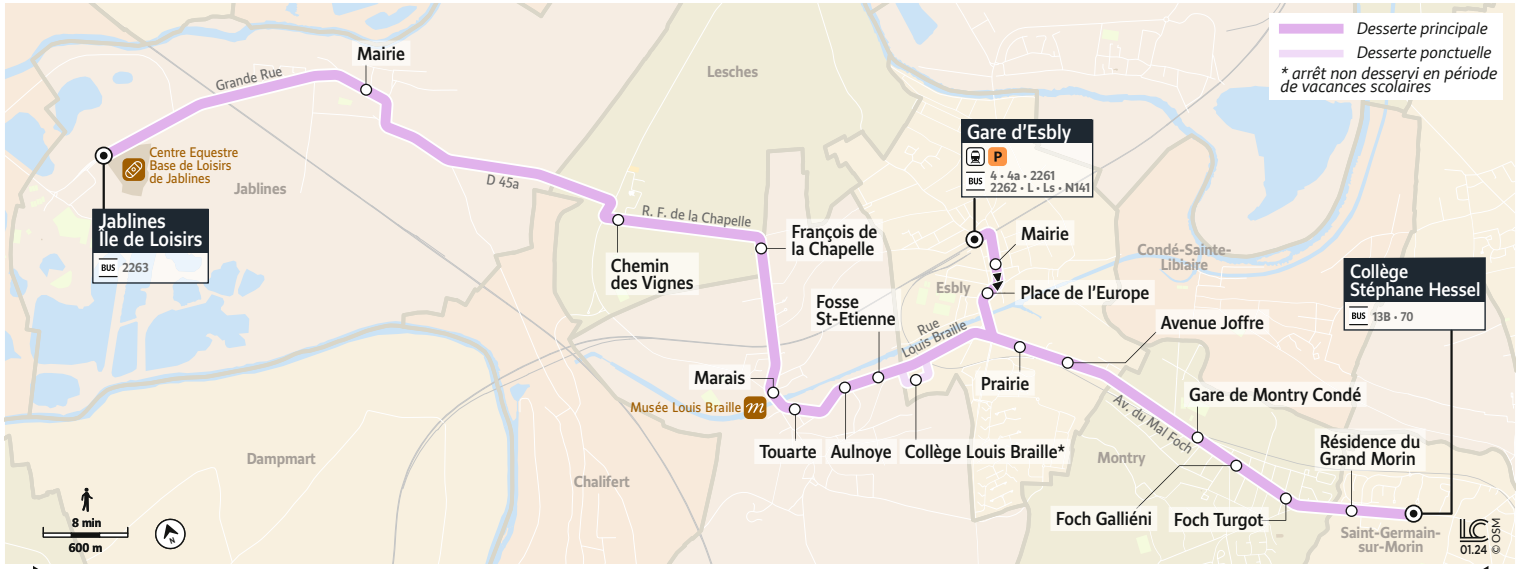 Desserte principale
Desserte ponctuelle
* arrêt non desservi en période
de vacances scolaires
Mairie
Grande Rue
Lesches
Centre Equestre
Base de Loisirs
de Jablines
Jablines
D 45a
Jablines
Île de Loisirs
BUS 2263
R. F. de la Chapelle
Chemin
des Vignes
François de
la Chapelle
Gare d'Esbly
P
BUS 4 • 4a • 2261
2262 • L • Ls • N141
Mairie
Esbly
Place de l'Europe
Condé-Sainte-
Libiaire
Collège
Stéphane Hessel
BUS 13B • 70
Fosse
St-Etienne
Rue
Louis Braille
Avenue Joffre
Prairie
Marais
Musée Louis Braille m
Touarte
Aulnoye
Collège Louis Braille*
Gare de Montry Condé
Av. du Mal Foch
Montry
Résidence du
Grand Morin
Dampmart
Chalifert
Foch Galliéni
Foch Turgot
Saint-Germain-
sur-Morin
8 min
600 m
N
LC
01.24
© OSM